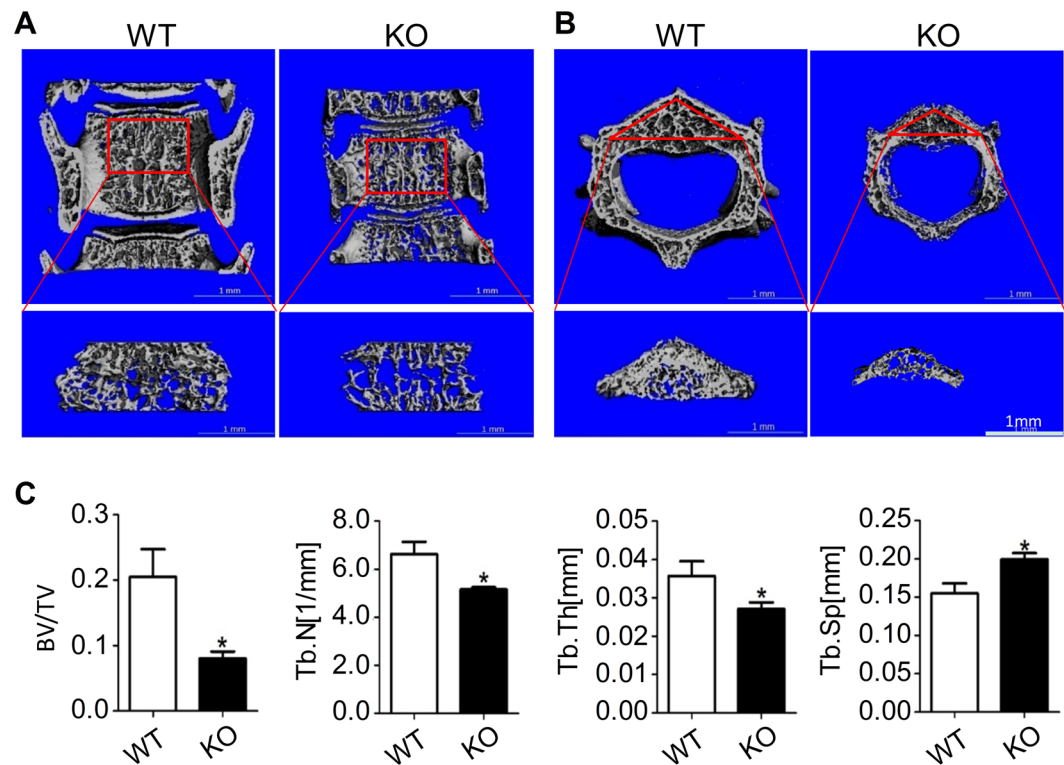 A
WT
KO
B
WT
KO
1 mm
1 mm
1 mm
1 mm
1 mm
1 mm
1 mm
1mm
C
0.3
0.2
0.1
0.0
BV/TV
*
WT
KO
8.0
6.0
4.0
2.0
0.0
Tb.N[1/mm]
*
WT
KO
0.05
0.04
0.03
0.02
0.01
0.00
Tb.Th[mm]
*
WT
KO
0.25
0.20
0.15
0.10
0.05
0.00
Tb.Sp[mm]
*
WT
KO